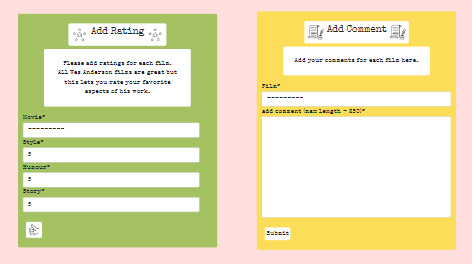 Add Rating
Please add ratings for each film.
All Wes Anderson films are great but
this lets you rate your favorite
aspects of his work.
Movie*
---------
Style*
5
Humour*
5
Story*
5
Add Comment
Add your comments for each film here.
Film*
---------
add comment (max length = 250)*
Submit